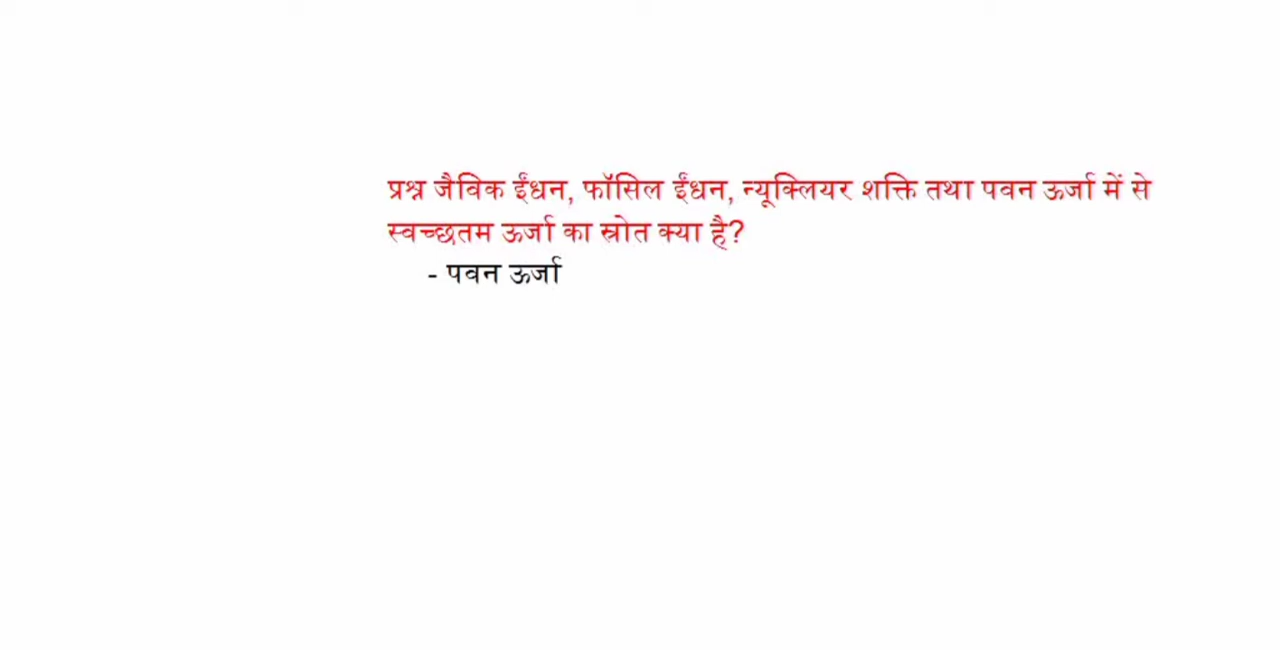 प्रश्न जैविक ईंधन, फॉसिल ईंधन, न्यूक्लियर शक्ति तथा पवन ऊर्जा में से
स्वच्छतम ऊर्जा का स्रोत क्या है?
- पवन ऊर्जा